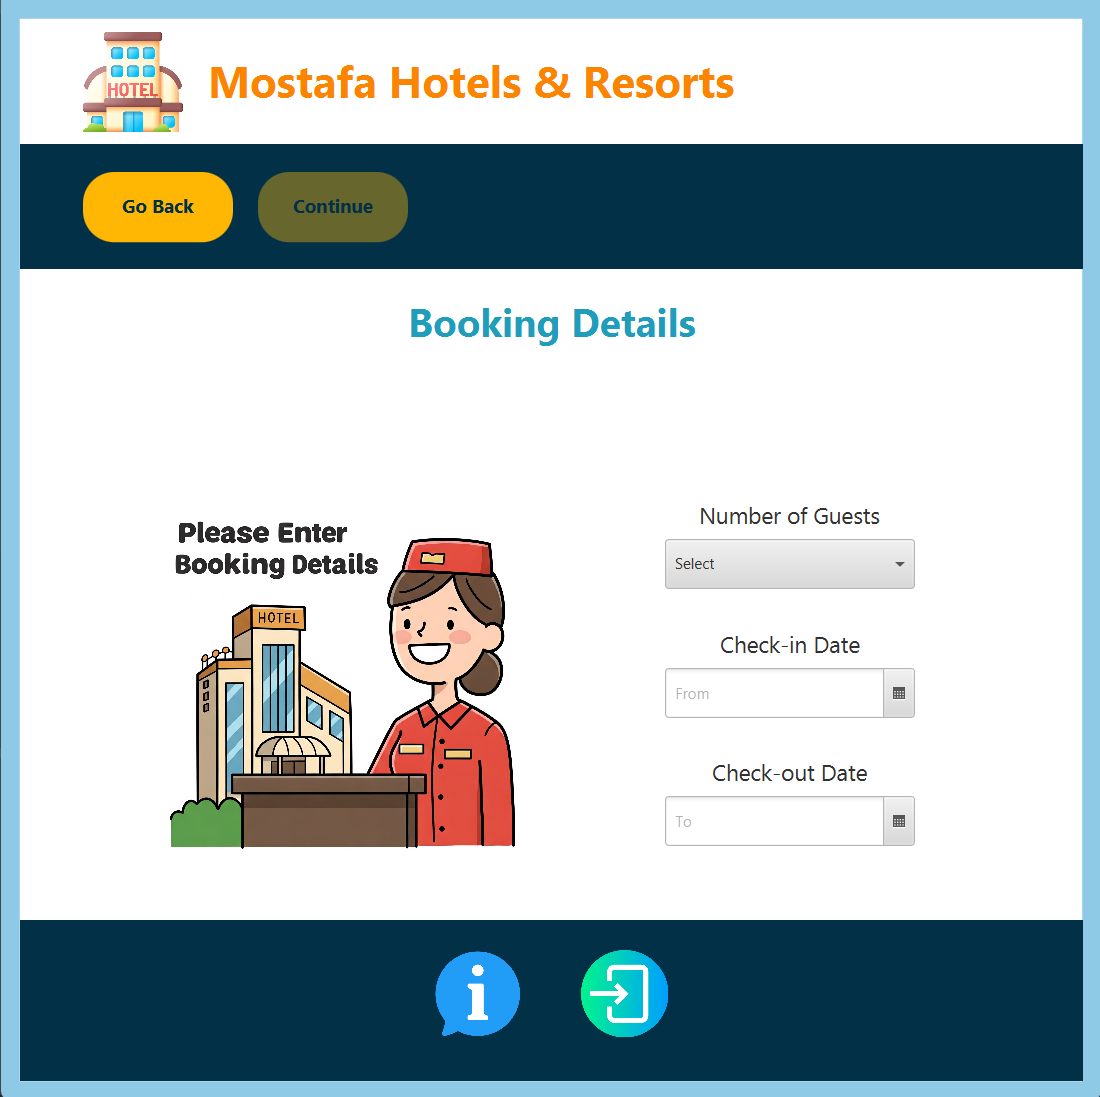 HOTEL
Mostafa Hotels & Resorts
Go Back
Continue
Booking Details
Please Enter
Booking Details
HOTEL
Number of Guests
Select
Check-in Date
From
Check-out Date
To